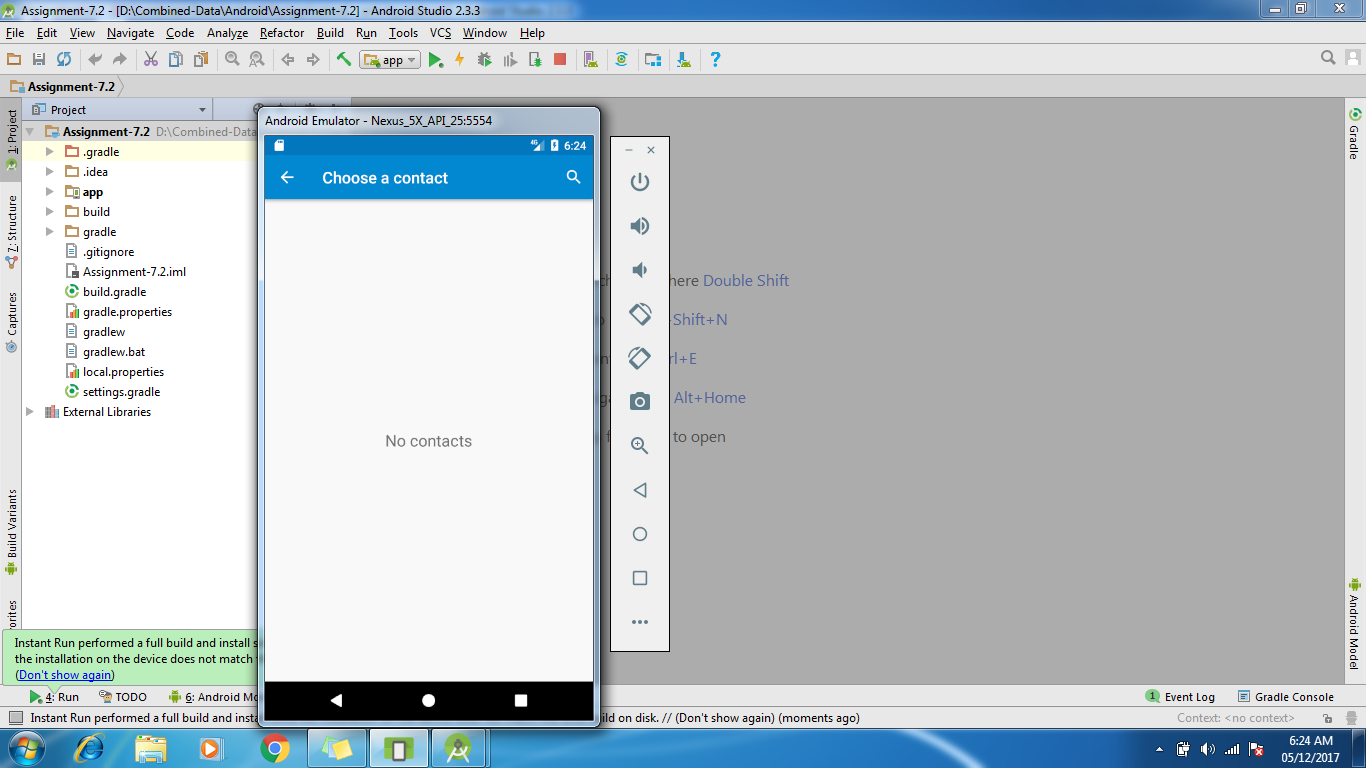 Assignment-7.2 - [D:\Combined-Data\Android\Assignment-7.2] - Android Studio 2.3.3
File Edit View Navigate Code Analyze Refactor Build Run Tools VCS Window Help
app
Assignment-7.2
Project
1: Project
Z: Structure
Captures
Build Variants
Assignment-7.2 D:\Combined-Data
.gradle
.idea
app
build
gradle
.gitignore
Assignment-7.2.iml
build.gradle
gradle.properties
gradlew
gradlew.bat
local.properties
settings.gradle
External Libraries
Android Emulator - Nexus_5X_API_25:5554
4G 6:24
Choose a contact
No contacts
here Double Shift
Shift+N
Ctrl+E
Alt+Home
to open
Gradle
Android Model
Instant Run performed a full build and install
the installation on the device does not match
(Don't show again)
4: Run TODO 6: Android
1 Event Log Gradle Console
Instant Run performed a full build and on disk. // (Don't show again) (moments ago)
Context: <no context>
6:24 AM
05/12/2017